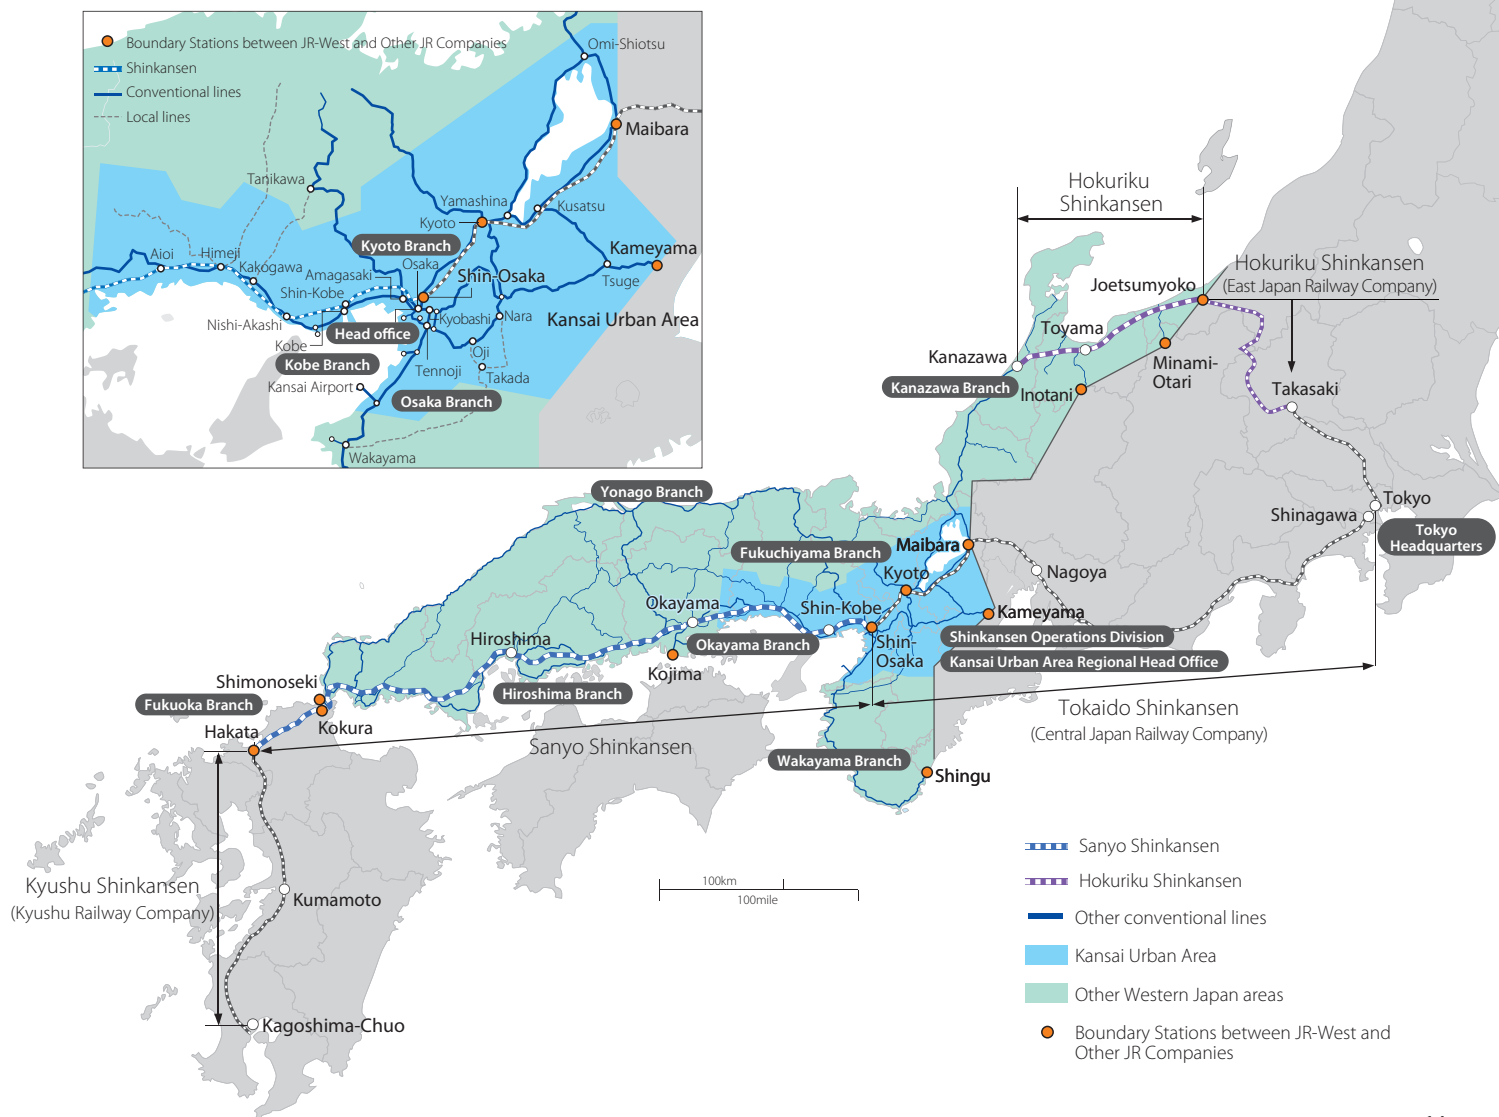 Boundary Stations between JR-West and Other JR Companies
Shinkansen
Conventional lines
Local lines
Omi-Shiotsu
Maibara
Tanikawa
Yamashina
Kusatsu
Kyoto
Kyoto Branch
Kameyama
Aioi
Himeji
Osaka
Kakogawa
Amagasaki
Shin-Osaka
Tsuge
Shin-Kobe
Nishi-Akashi
Head office
Kyobashi
Nara
Kansai Urban Area
Kobe
Kobe Branch
Oji
Tennoji
Takada
Kansai Airport
Osaka Branch
Wakayama
Hokuriku
Shinkansen
Hokuriku Shinkansen
(East Japan Railway Company)
Joetsumyoko
Toyama
Kanazawa
Minami-
Otari
Kanazawa Branch
Inotani
Takasaki
Tokyo
Shinagawa
Tokyo
Headquarters
Yonago Branch
Fukuchiyama Branch
Maibara
Kyoto
Nagoya
Okayama
Shin-Kobe
Kameyama
Hiroshima
Okayama Branch
Shin-
Osaka
Shinkansen Operations Division
Kansai Urban Area Regional Head Office
Kojima
Shimonoseki
Hiroshima Branch
Fukuoka Branch
Kokura
Hakata
Sanyo Shinkansen
Tokaido Shinkansen
(Central Japan Railway Company)
Wakayama Branch
Shingu
Kyushu Shinkansen
(Kyushu Railway Company)
Kumamoto
Kagoshima-Chuo
100km
100mile
Sanyo Shinkansen
Hokuriku Shinkansen
Other conventional lines
Kansai Urban Area
Other Western Japan areas
Boundary Stations between JR-West and
Other JR Companies